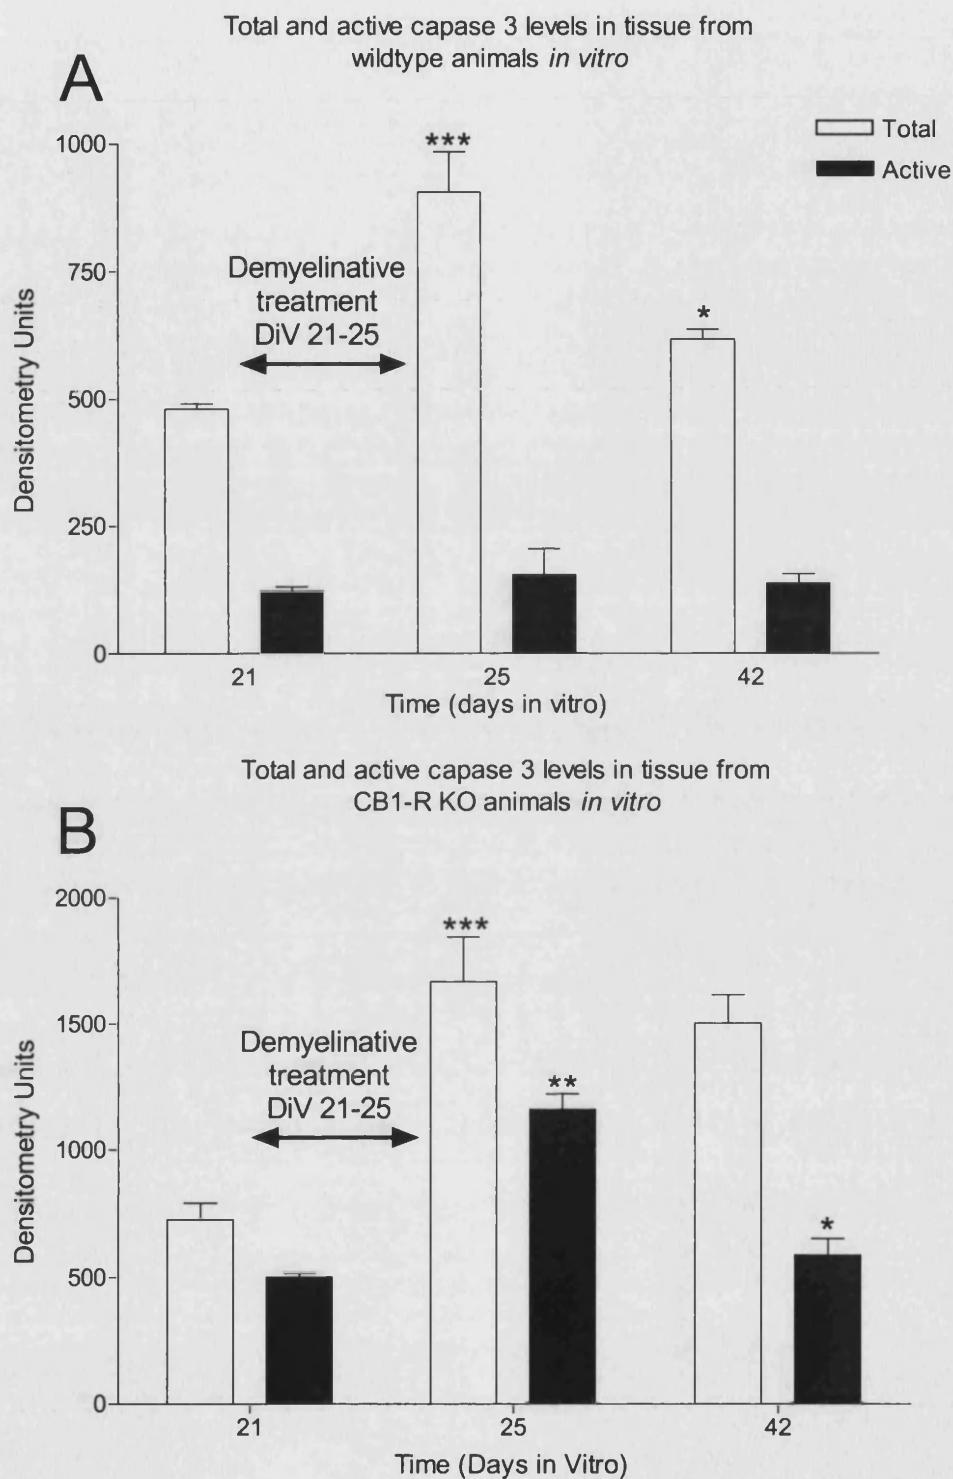 Total and active capase 3 levels in tissue from
wildtype animals in vitro
A
Total
Active
***
1000
750
500
250
0
Densitometry Units
Demyelinative
treatment
DiV 21-25
*
21
25
42
Time (days in vitro)
Total and active capase 3 levels in tissue from
CB1-R KO animals in vitro
B
2000
1500
1000
500
0
Densitometry Units
***
Demyelinative
treatment
DiV 21-25
**
*
21
25
42
Time (Days in Vitro)